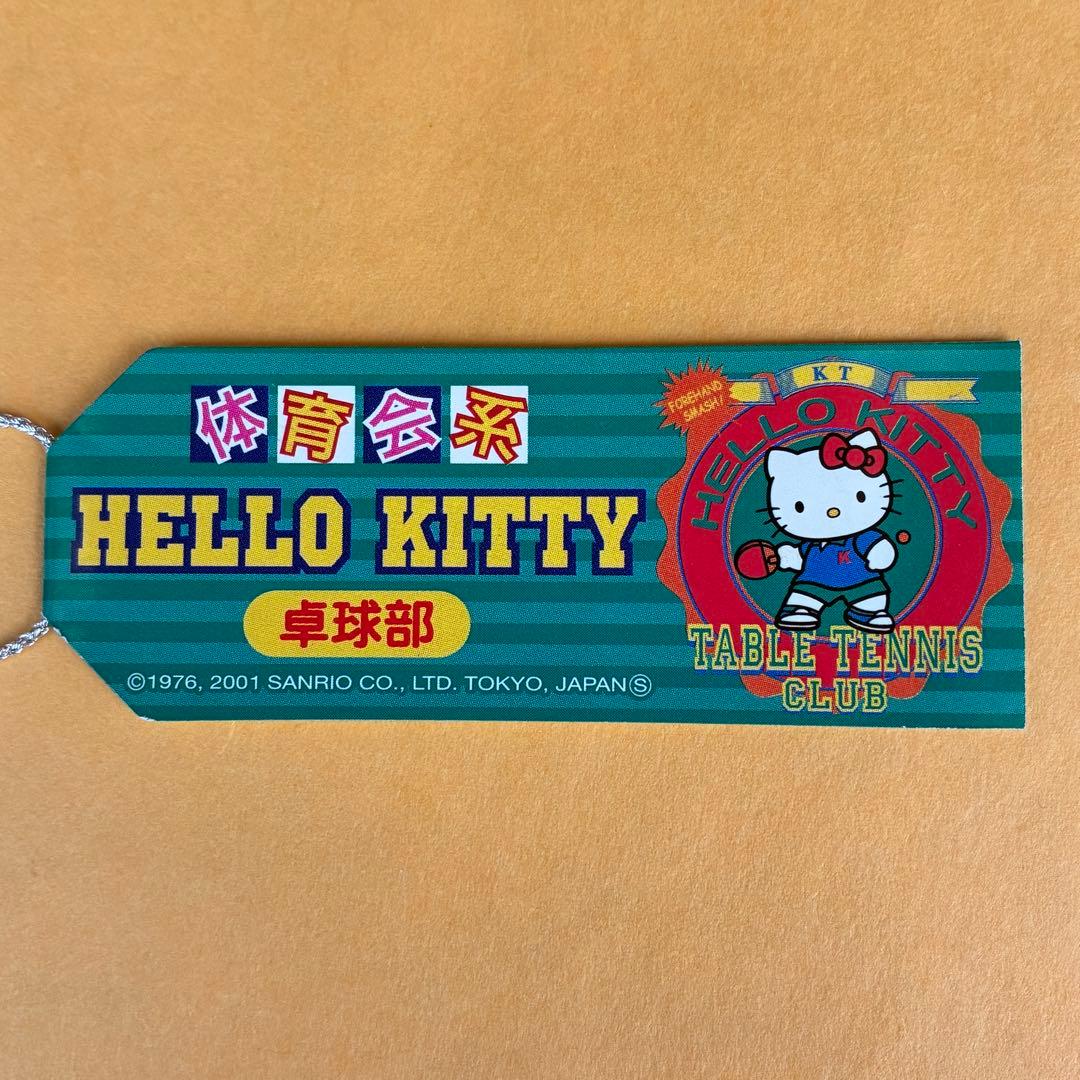 体育会系
HELLO KITTY
卓球部
©1976, 2001 SANRIO CO., LTD. TOKYO, JAPANⓈ
FOREHAND
SMASH!
KT
HELLO KITTY
K
TABLE TENNIS
CLUB